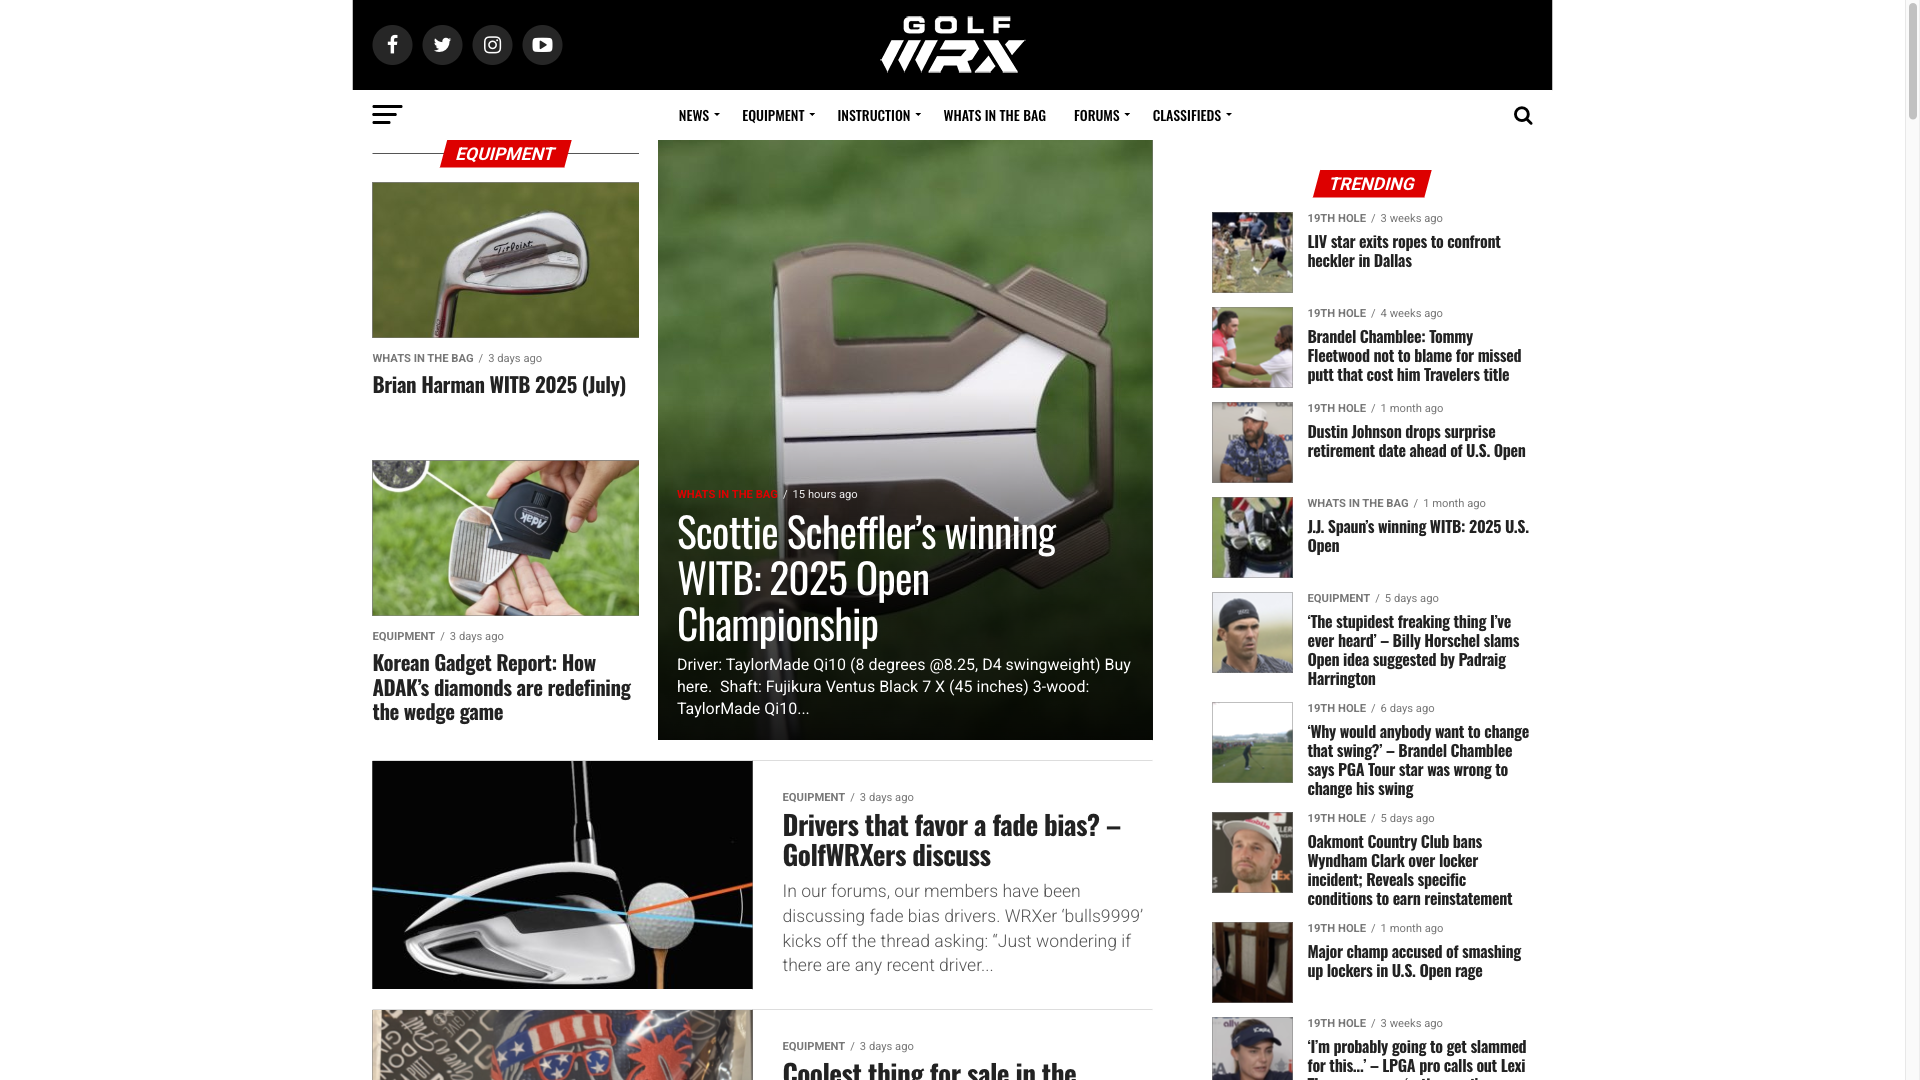 GOLF
WRX
NEWS
EQUIPMENT
INSTRUCTION
WHATS IN THE BAG
FORUMS
CLASSIFIEDS
EQUIPMENT
Titleist
WHATS IN THE BAG / 3 days ago
Brian Harman WITB 2025 (July)
Adak
EQUIPMENT / 3 days ago
Korean Gadget Report: How
ADAK’s diamonds are redefining
the wedge game
WHATS IN THE BAG / 15 hours ago
Scottie Scheffler’s winning
WITB: 2025 Open
Championship
Driver: TaylorMade Qi10 (8 degrees @8.25, D4 swingweight) Buy
here.  Shaft: Fujikura Ventus Black 7 X (45 inches) 3-wood:
TaylorMade Qi10...
EQUIPMENT / 3 days ago
Drivers that favor a fade bias? –
GolfWRXers discuss
In our forums, our members have been
discussing fade bias drivers. WRXer ‘bulls9999’
kicks off the thread asking: “Just wondering if
there are any recent driver...
EQUIPMENT / 3 days ago
Coolest thing for sale in the
TRENDING
19TH HOLE / 3 weeks ago
LIV star exits ropes to confront
heckler in Dallas
19TH HOLE / 4 weeks ago
Brandel Chamblee: Tommy
Fleetwood not to blame for missed
putt that cost him Travelers title
19TH HOLE / 1 month ago
Dustin Johnson drops surprise
retirement date ahead of U.S. Open
WHATS IN THE BAG / 1 month ago
J.J. Spaun’s winning WITB: 2025 U.S.
Open
EQUIPMENT / 5 days ago
‘The stupidest freaking thing I’ve
ever heard’ – Billy Horschel slams
Open idea suggested by Padraig
Harrington
19TH HOLE / 6 days ago
‘Why would anybody want to change
that swing?’ – Brandel Chamblee
says PGA Tour star was wrong to
change his swing
19TH HOLE / 5 days ago
Oakmont Country Club bans
Wyndham Clark over locker
incident; Reveals specific
conditions to earn reinstatement
19TH HOLE / 1 month ago
Major champ accused of smashing
up lockers in U.S. Open rage
19TH HOLE / 3 weeks ago
‘I’m probably going to get slammed
for this…’ – LPGA pro calls out Lexi